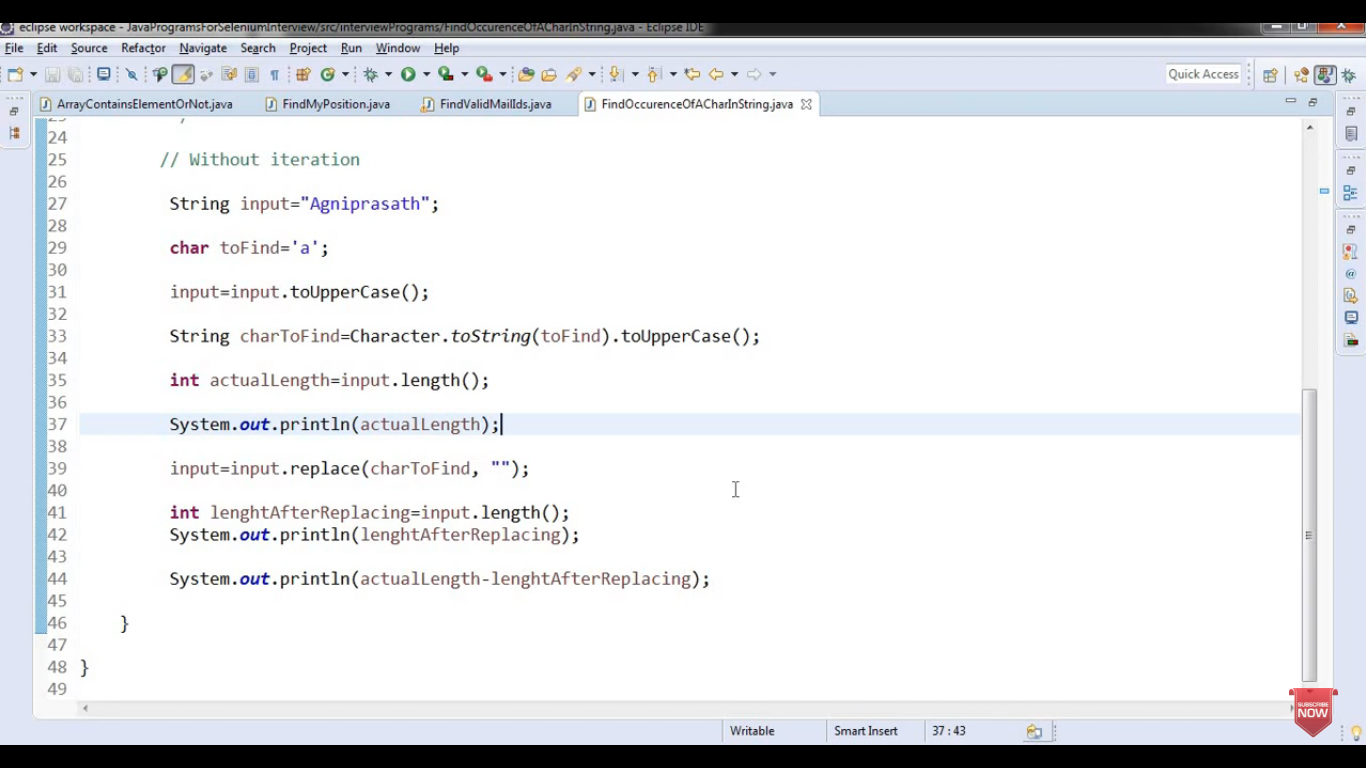 eclipse workspace - JavaProgramsForSeleniumInterview/src/interviewPrograms/FindOccurenceOfACharInString.java - Eclipse IDE
File Edit Source Refactor Navigate Search Project Run Window Help
Quick Access
ArrayContainsElementOrNot.java FindMyPosition.java FindValidMailIds.java FindOccurenceOfACharInString.java
24
25 // Without iteration
26
27 String input="Agniprasath";
28
29 char toFind='a';
30
31 input=input.toUpperCase();
32
33 String charToFind=Character.toString(toFind).toUpperCase();
34
35 int actualLength=input.length();
36
37 System.out.println(actualLength);
38
39 input=input.replace(charToFind, "");
40
41 int lenghtAfterReplacing=input.length();
42 System.out.println(lenghtAfterReplacing);
43
44 System.out.println(actualLength-lenghtAfterReplacing);
45
46 }
47
48 }
49
SUBSCRIBE
NOW
Writable Smart Insert 37 : 43